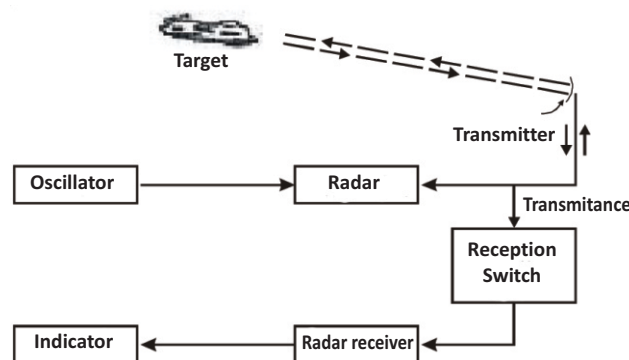 Target
Transmitter
Oscillator
Radar
Transmitance
Reception
Switch
Indicator
Radar receiver